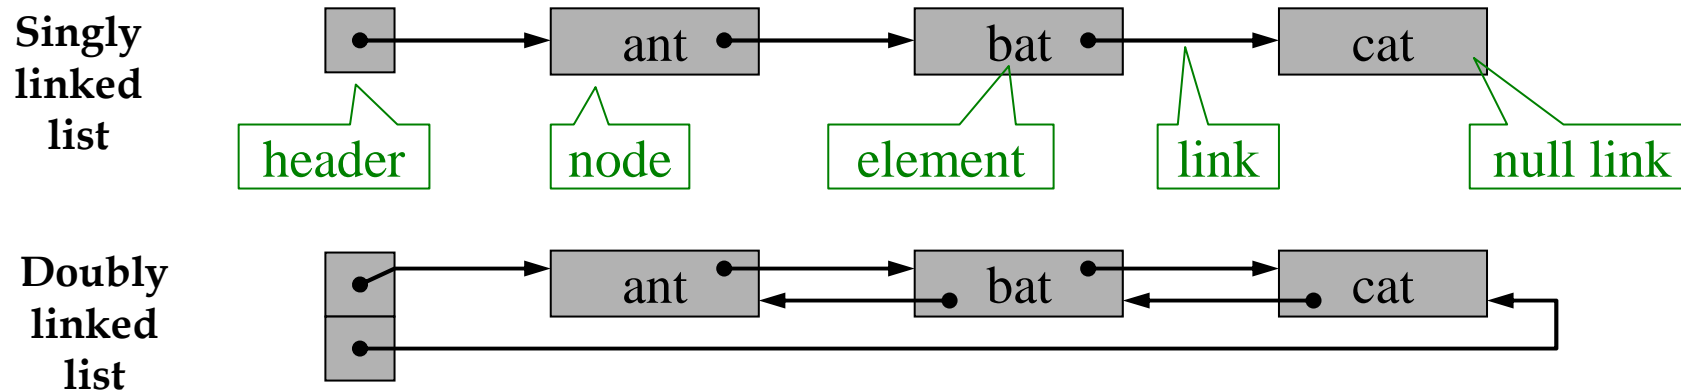 Singly
linked
list
ant bat cat
header node element link null link
Doubly
linked
list
ant bat cat